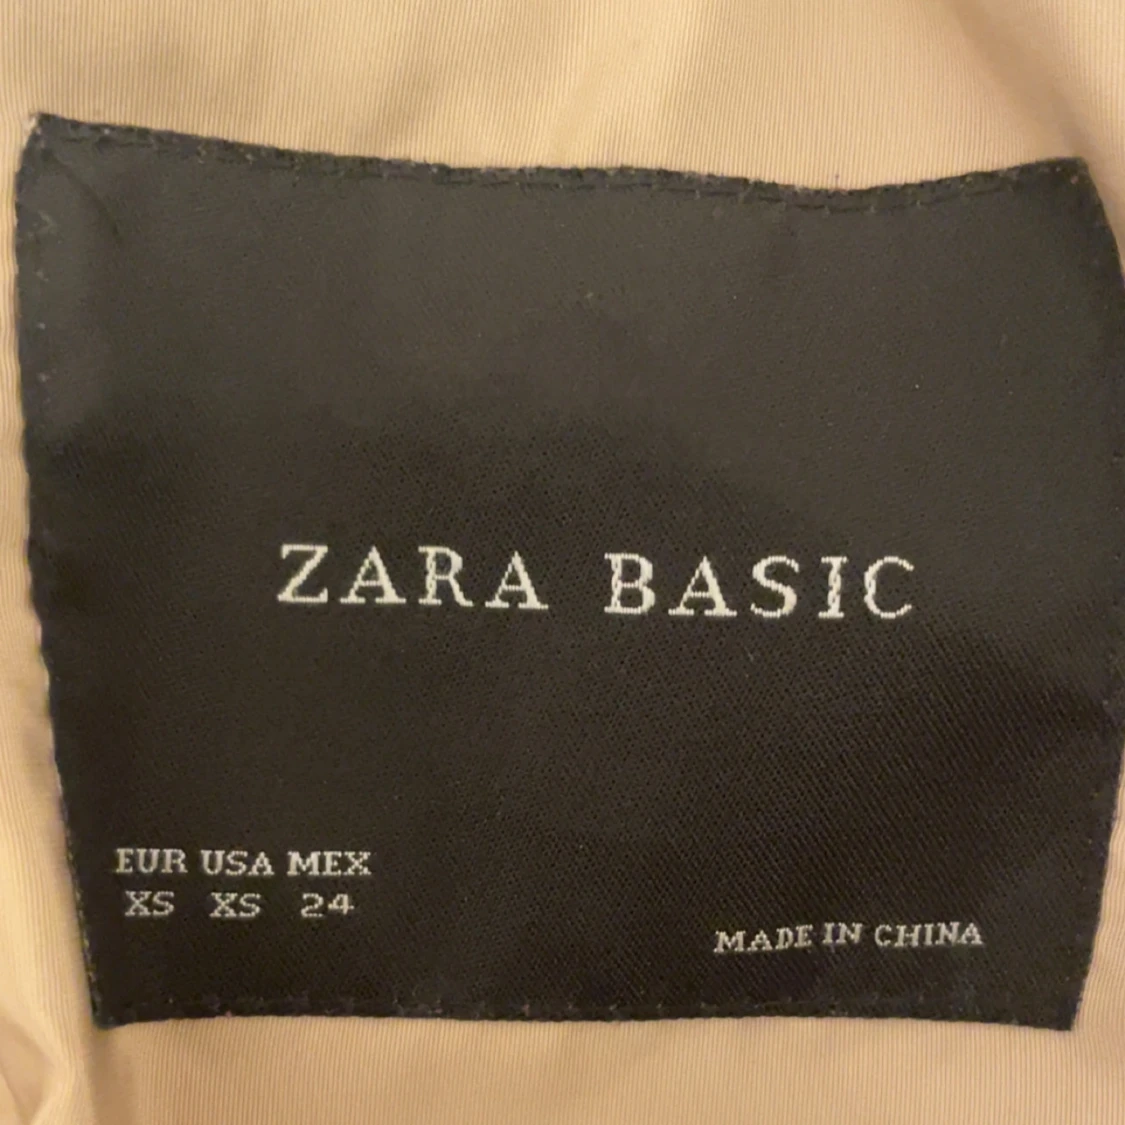 ZARA BASIC
EUR USA MEX
XS XS 24
MADE IN CHINA